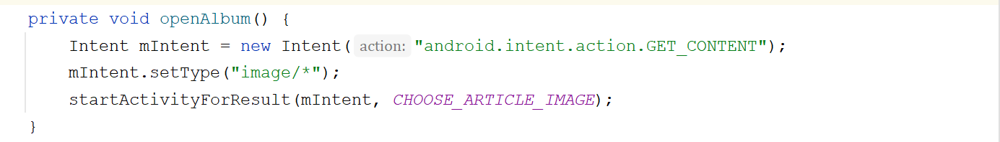 private void openAlbum() {
Intent mIntent = new Intent( action: "android.intent.action.GET_CONTENT");
mIntent.setType("image/*");
startActivityForResult(mIntent, CHOOSE_ARTICLE_IMAGE);
}